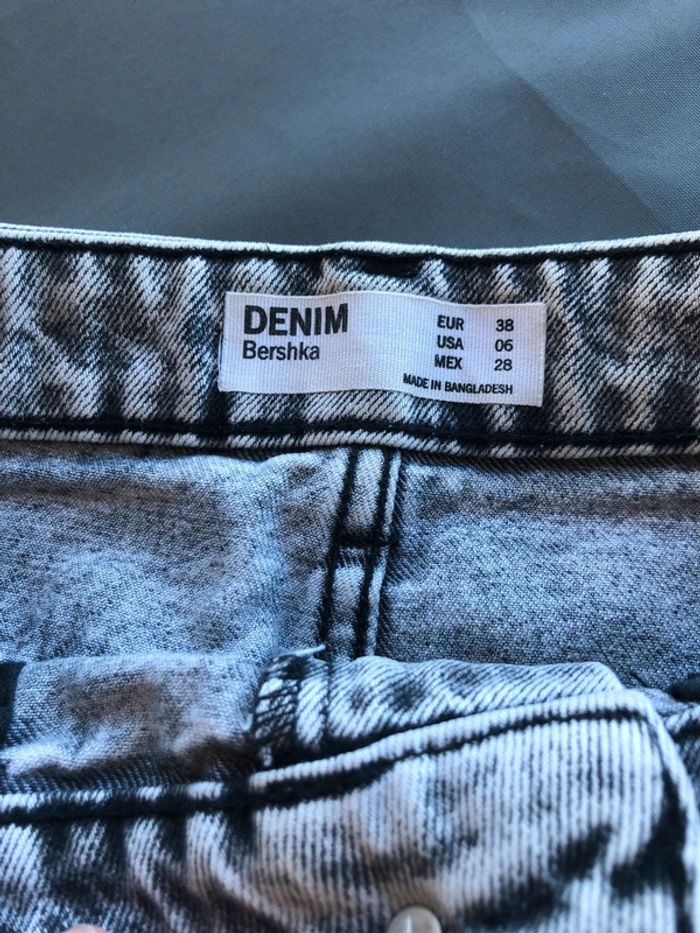 DENIM
Bershka
EUR 38
USA 06
MEX 28
MADE IN BANGLADESH